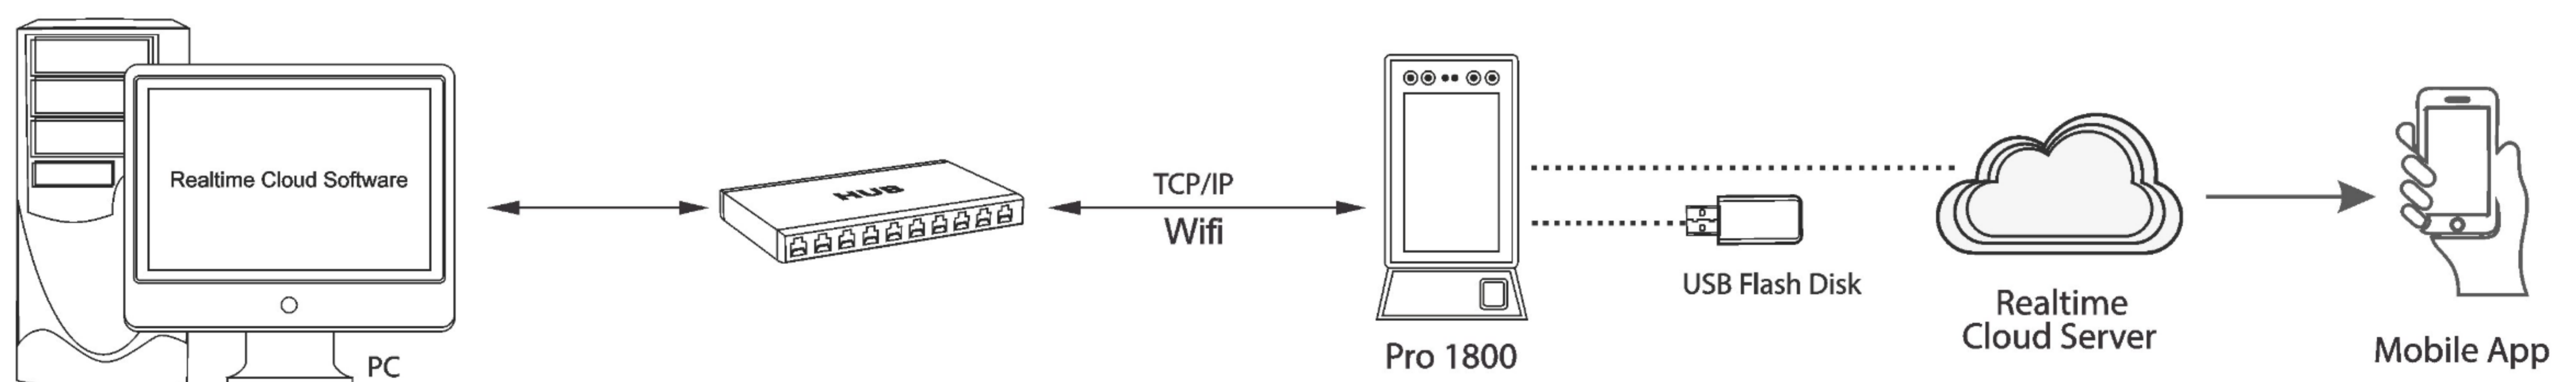 Realtime Cloud Software
PC
HUB
TCP/IP
Wifi
Pro 1800
USB Flash Disk
Realtime
Cloud Server
Mobile App